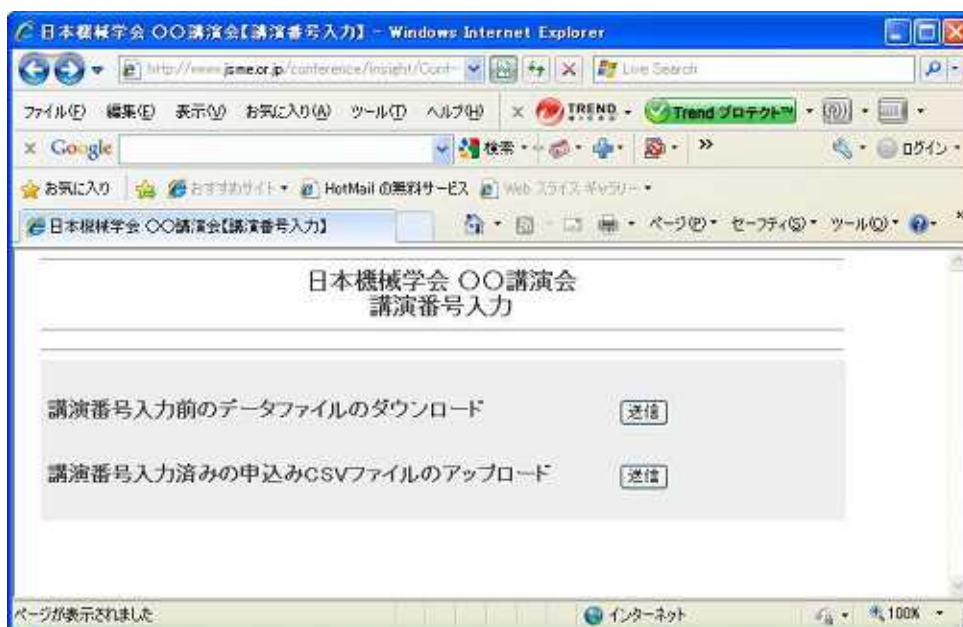 日本機械学会 〇〇講演会【講演番号入力】 - Windows Internet Explorer
http://www.jsme.or.jp/conference/insight/Conf Live Search
ファイル(F) 編集(E) 表示(V) お気に入り(A) ツール(T) ヘルプ(H) × TREND Trend プロテクト™
× Google 検索 » ログイン
お気に入り おすすめサイト HotMail の無料サービス Web スライス ギャラリー
日本機械学会 〇〇講演会【講演番号入力】 ページ(P) セーフティ(S) ツール(O)
日本機械学会 〇〇講演会
講演番号入力
講演番号入力前のデータファイルのダウンロード 送信
講演番号入力済みの申込みCSVファイルのアップロード 送信
ページが表示されました インターネット 100%